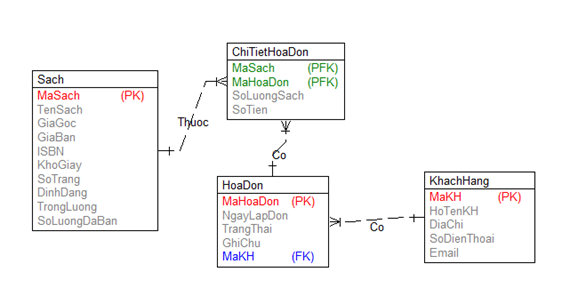 ChiTietHoaDon
MaSach (PFK)
MaHoaDon (PFK)
SoLuongSach
SoTien
Sach
MaSach (PK)
TenSach
GiaGoc
GiaBan
ISBN
KhoGiay
SoTrang
DinhDang
TrongLuong
SoLuongDaBan
Thuoc
Co
HoaDon
MaHoaDon (PK)
NgayLapDon
TrangThai
GhiChu
MaKH (FK)
Co
KhachHang
MaKH (PK)
HoTenKH
DiaChi
SoDienThoai
Email